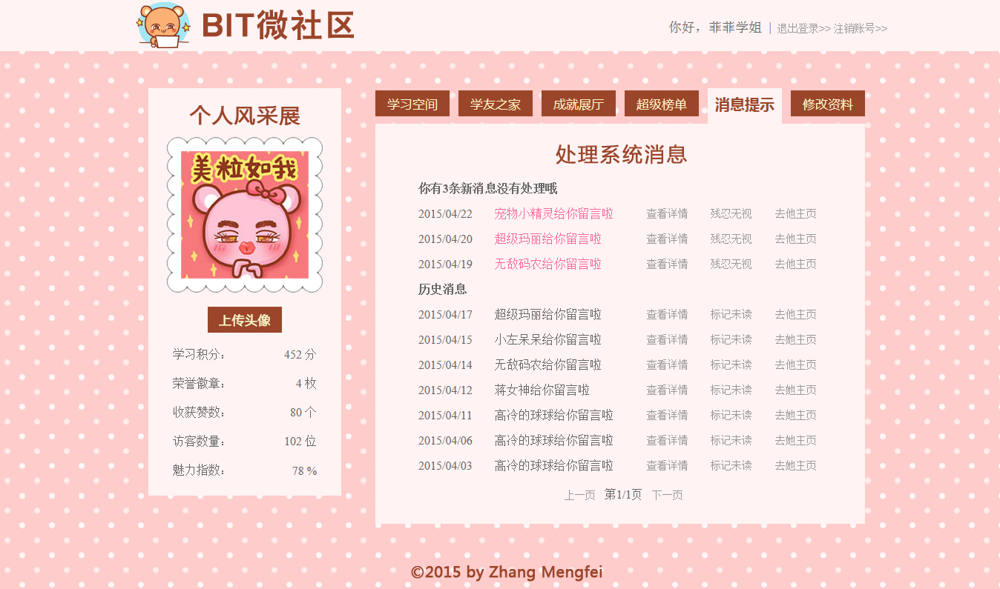 BIT微社区
你好，菲菲学姐 | 退出登录>> 注销账号>>
个人风采展
美粒如我
上传头像
学习积分： 452 分
荣誉徽章： 4 枚
收获赞数： 80 个
访客数量： 102 位
魅力指数： 78 %
学习空间 学友之家 成就展厅 超级榜单 消息提示 修改资料
处理系统消息
你有3条新消息没有处理哦
2015/04/22 宠物小精灵给你留言啦 查看详情 残忍无视 去他主页
2015/04/20 超级玛丽给你留言啦 查看详情 残忍无视 去他主页
2015/04/19 无敌码农给你留言啦 查看详情 残忍无视 去他主页
历史消息
2015/04/17 超级玛丽给你留言啦 查看详情 标记未读 去他主页
2015/04/15 小左呆呆给你留言啦 查看详情 标记未读 去她主页
2015/04/14 无敌码农给你留言啦 查看详情 标记未读 去他主页
2015/04/12 蒋女神给你留言啦 查看详情 标记未读 去她主页
2015/04/11 高冷的球球给你留言啦 查看详情 标记未读 去她主页
2015/04/06 高冷的球球给你留言啦 查看详情 标记未读 去她主页
2015/04/03 高冷的球球给你留言啦 查看详情 标记未读 去她主页
上一页 第1/1页 下一页
©2015 by Zhang Mengfei